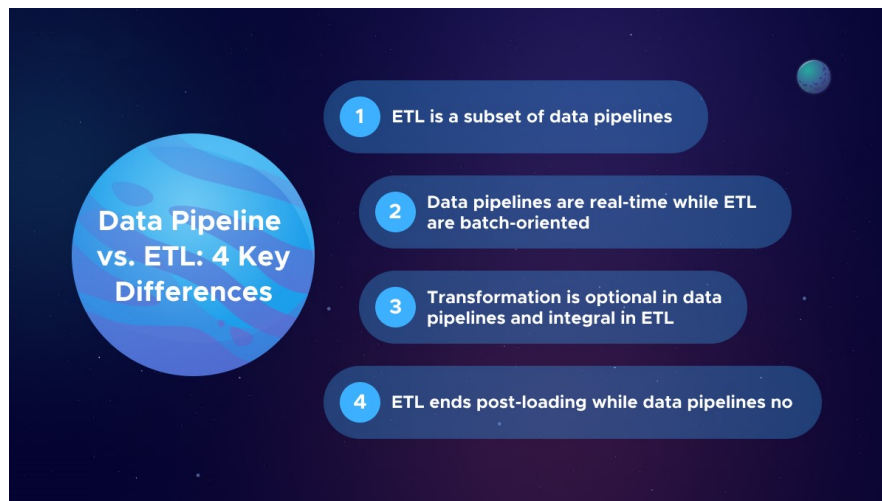 Data Pipeline
vs. ETL: 4 Key
Differences
1
ETL is a subset of data pipelines
2
Data pipelines are real-time while ETL
are batch-oriented
3
Transformation is optional in data
pipelines and integral in ETL
4
ETL ends post-loading while data pipelines no